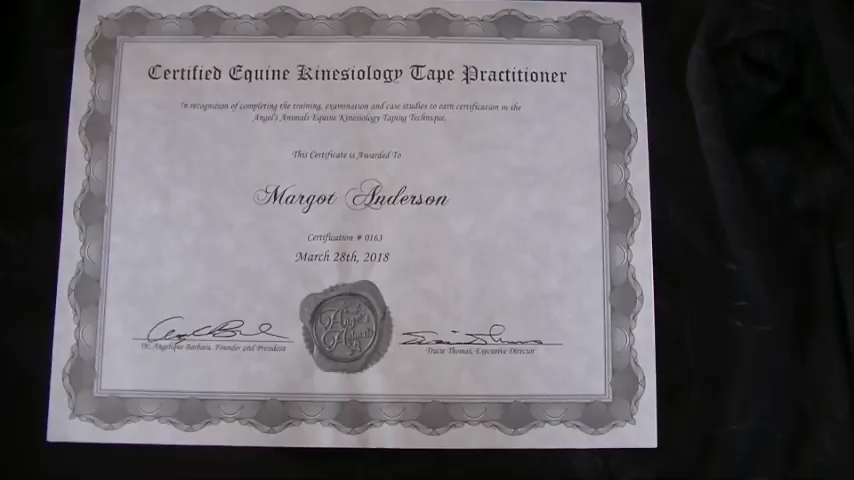 Certified Equine Kinesiology Tape Practitioner
In recognition of completing the training, examination and case studies to earn certification in the
Angel's Animals Equine Kinesiology Taping Technique.
This Certificate is Awarded To
Margot Anderson
Certification # 0163
March 28th, 2018
Angel's
Animals
Dr. Angelique Barbara, Founder and President
Tracie Thomas, Executive Director